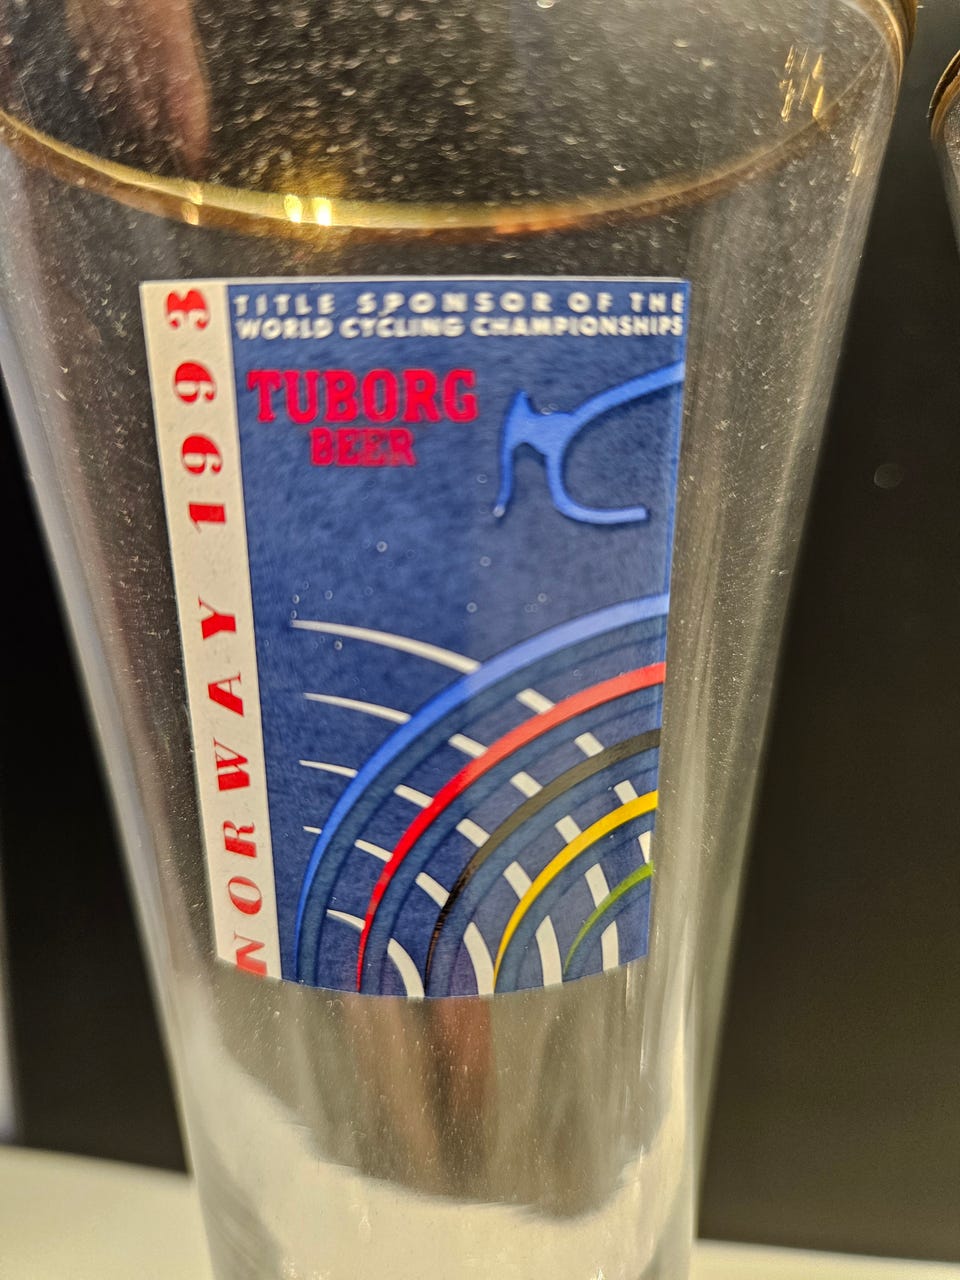 TITLE SPONSOR OF THE
WORLD CYCLING CHAMPIONSHIPS
TUBORG
BEER
NORWAY 1993